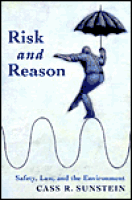 Risk
and
Reason
Safety, Law, and the Environment
CASS R. SUNSTEIN